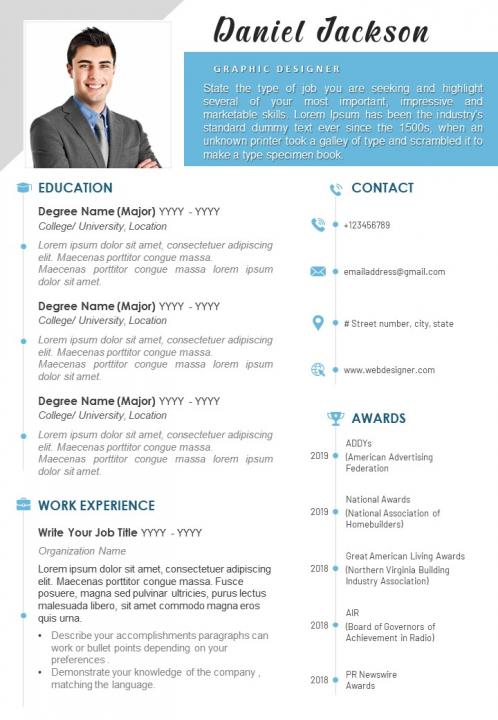 Daniel Jackson
GRAPHIC DESIGNER
State the type of job you are seeking and highlight
several of your most important, impressive and
marketable skills. Lorem Ipsum has been the industry's
standard dummy text ever since the 1500s, when an
unknown printer took a galley of type and scrambled it to
make a type specimen book.
EDUCATION
Degree Name (Major) YYYY - YYYY
College/ University, Location
Lorem ipsum dolor sit amet, consectetuer adipiscing
elit. Maecenas porttitor congue massa.
Maecenas porttitor congue massa lorem ipsum
dolor sit amet.
Degree Name (Major) YYYY - YYYY
College/ University, Location
Lorem ipsum dolor sit amet, consectetuer adipiscing
elit. Maecenas porttitor congue massa.
Maecenas porttitor congue massa lorem ipsum
dolor sit amet.
Degree Name (Major) YYYY - YYYY
College/ University, Location
Lorem ipsum dolor sit amet, consectetuer adipiscing
elit. Maecenas porttitor congue massa.
Maecenas porttitor congue massa lorem ipsum
dolor sit amet.
WORK EXPERIENCE
Write Your Job Title YYYY - YYYY
Organization Name
Lorem ipsum dolor sit amet, consectetuer adipiscing
elit. Maecenas porttitor congue massa. Fusce
posuere, magna sed pulvinar ultricies, purus lectus
malesuada libero, sit amet commodo magna eros
quis urna.
• Describe your accomplishments paragraphs can
work or bullet points depending on your
preferences .
• Demonstrate your knowledge of the company ,
matching the language.
CONTACT
+123456789
emailaddress@gmail.com
# Street number, city, state
www.webdesigner.com
AWARDS
2019
ADDYs
(American Advertising
Federation
2019
National Awards
(National Association of
Homebuilders)
2018
Great American Living Awards
(Northern Virginia Building
Industry Association)
2018
AIR
(Board of Governors of
Achievement in Radio)
2018
PR Newswire
Awards